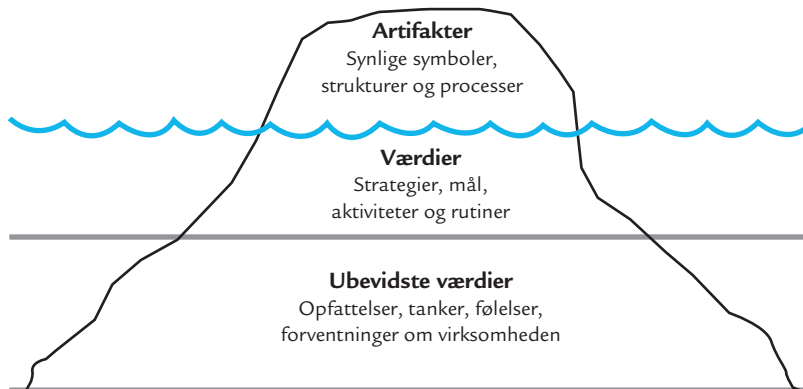 Artifakter
Synlige symboler,
strukturer og processer
Værdier
Strategier, mål,
aktiviteter og rutiner
Ubevidste værdier
Opfattelser, tanker, følelser,
forventninger om virksomheden